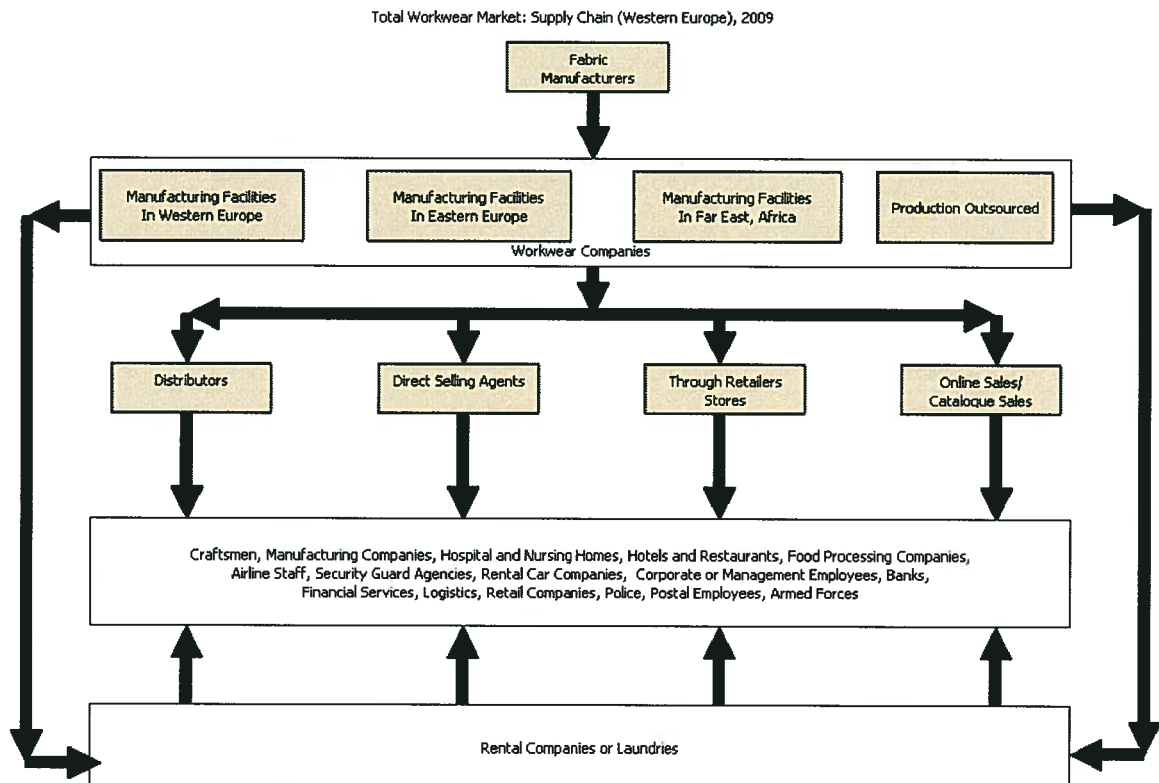 Total Workwear Market: Supply Chain (Western Europe), 2009
Fabric
Manufacturers
Manufacturing Facilities
In Western Europe
Manufacturing Facilities
In Eastern Europe
Manufacturing Facilities
In Far East, Africa
Production Outsourced
Workwear Companies
Distributors
Direct Selling Agents
Through Retailers
Stores
Online Sales/
Catalogue Sales
Craftsmen, Manufacturing Companies, Hospital and Nursing Homes, Hotels and Restaurants, Food Processing Companies,
Airline Staff, Security Guard Agencies, Rental Car Companies, Corporate or Management Employees, Banks,
Financial Services, Logistics, Retail Companies, Police, Postal Employees, Armed Forces
Rental Companies or Laundries